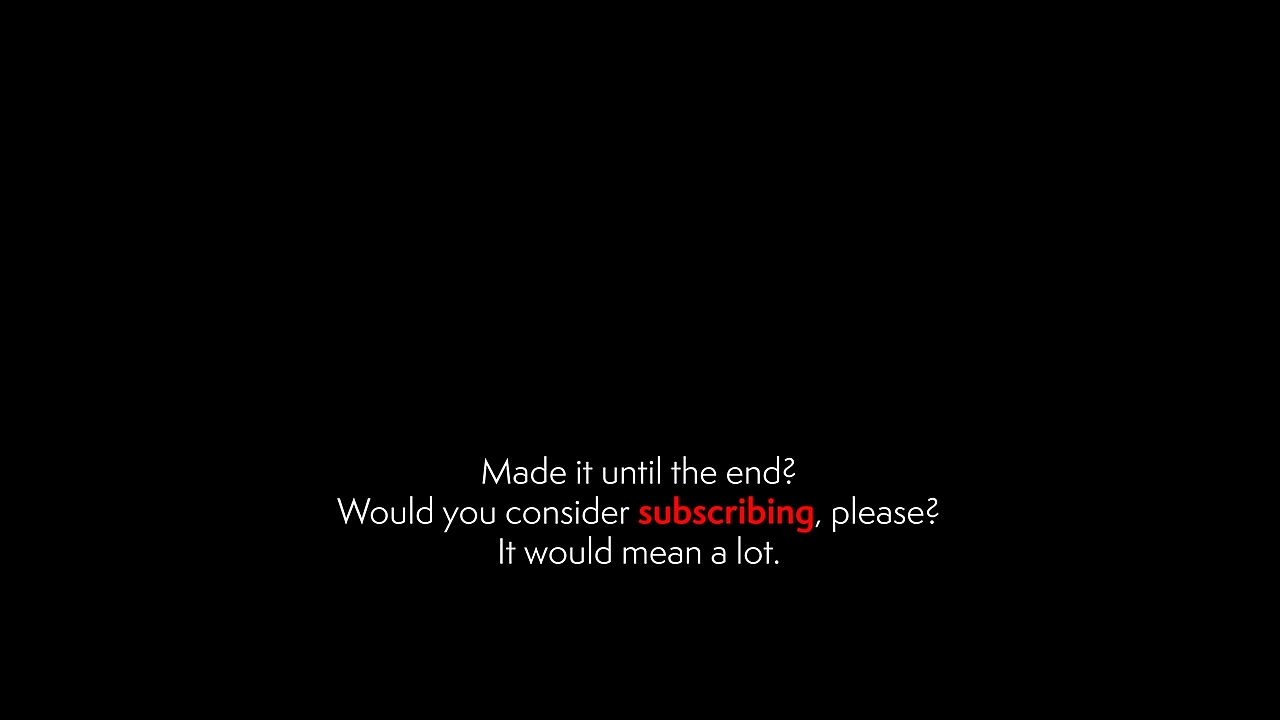 Made it until the end?
Would you consider subscribing, please?
It would mean a lot.